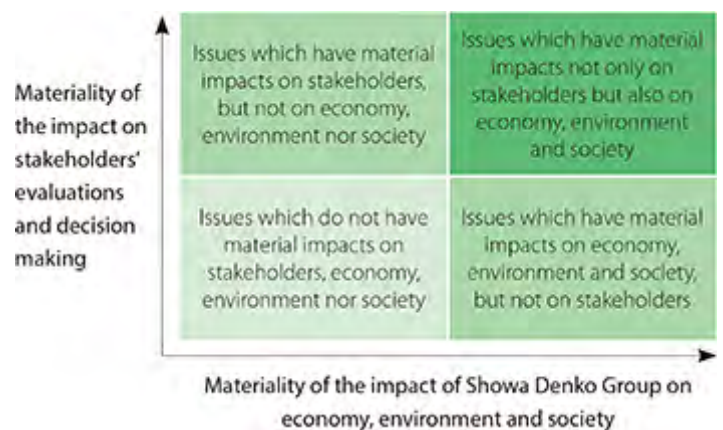 Materiality of
the impact on
stakeholders'
evaluations
and decision
making
Issues which have material
impacts on stakeholders,
but not on economy,
environment nor society
Issues which have material
impacts not only on
stakeholders but also on
economy, environment
and society
Issues which do not have
material impacts on
stakeholders, economy,
environment nor society
Issues which have material
impacts on economy,
environment and society,
but not on stakeholders
Materiality of the impact of Showa Denko Group on
economy, environment and society